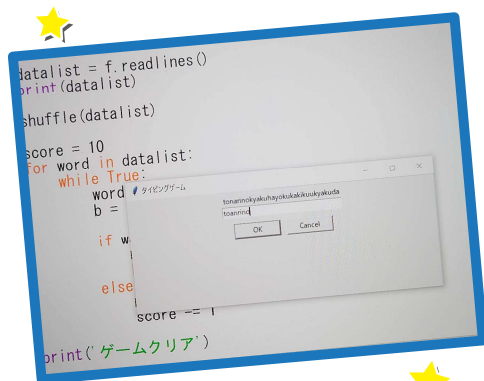 datalist = f.readlines()
print(datalist)
shuffle(datalist)
score = 10
for word in datalist:
while True:
word
b =
if w
else
score -= 1
print('ゲームクリア')
タイピングゲーム
tonarinokyakuhayokukakikuukyakuda
toanrino
OK
Cancel